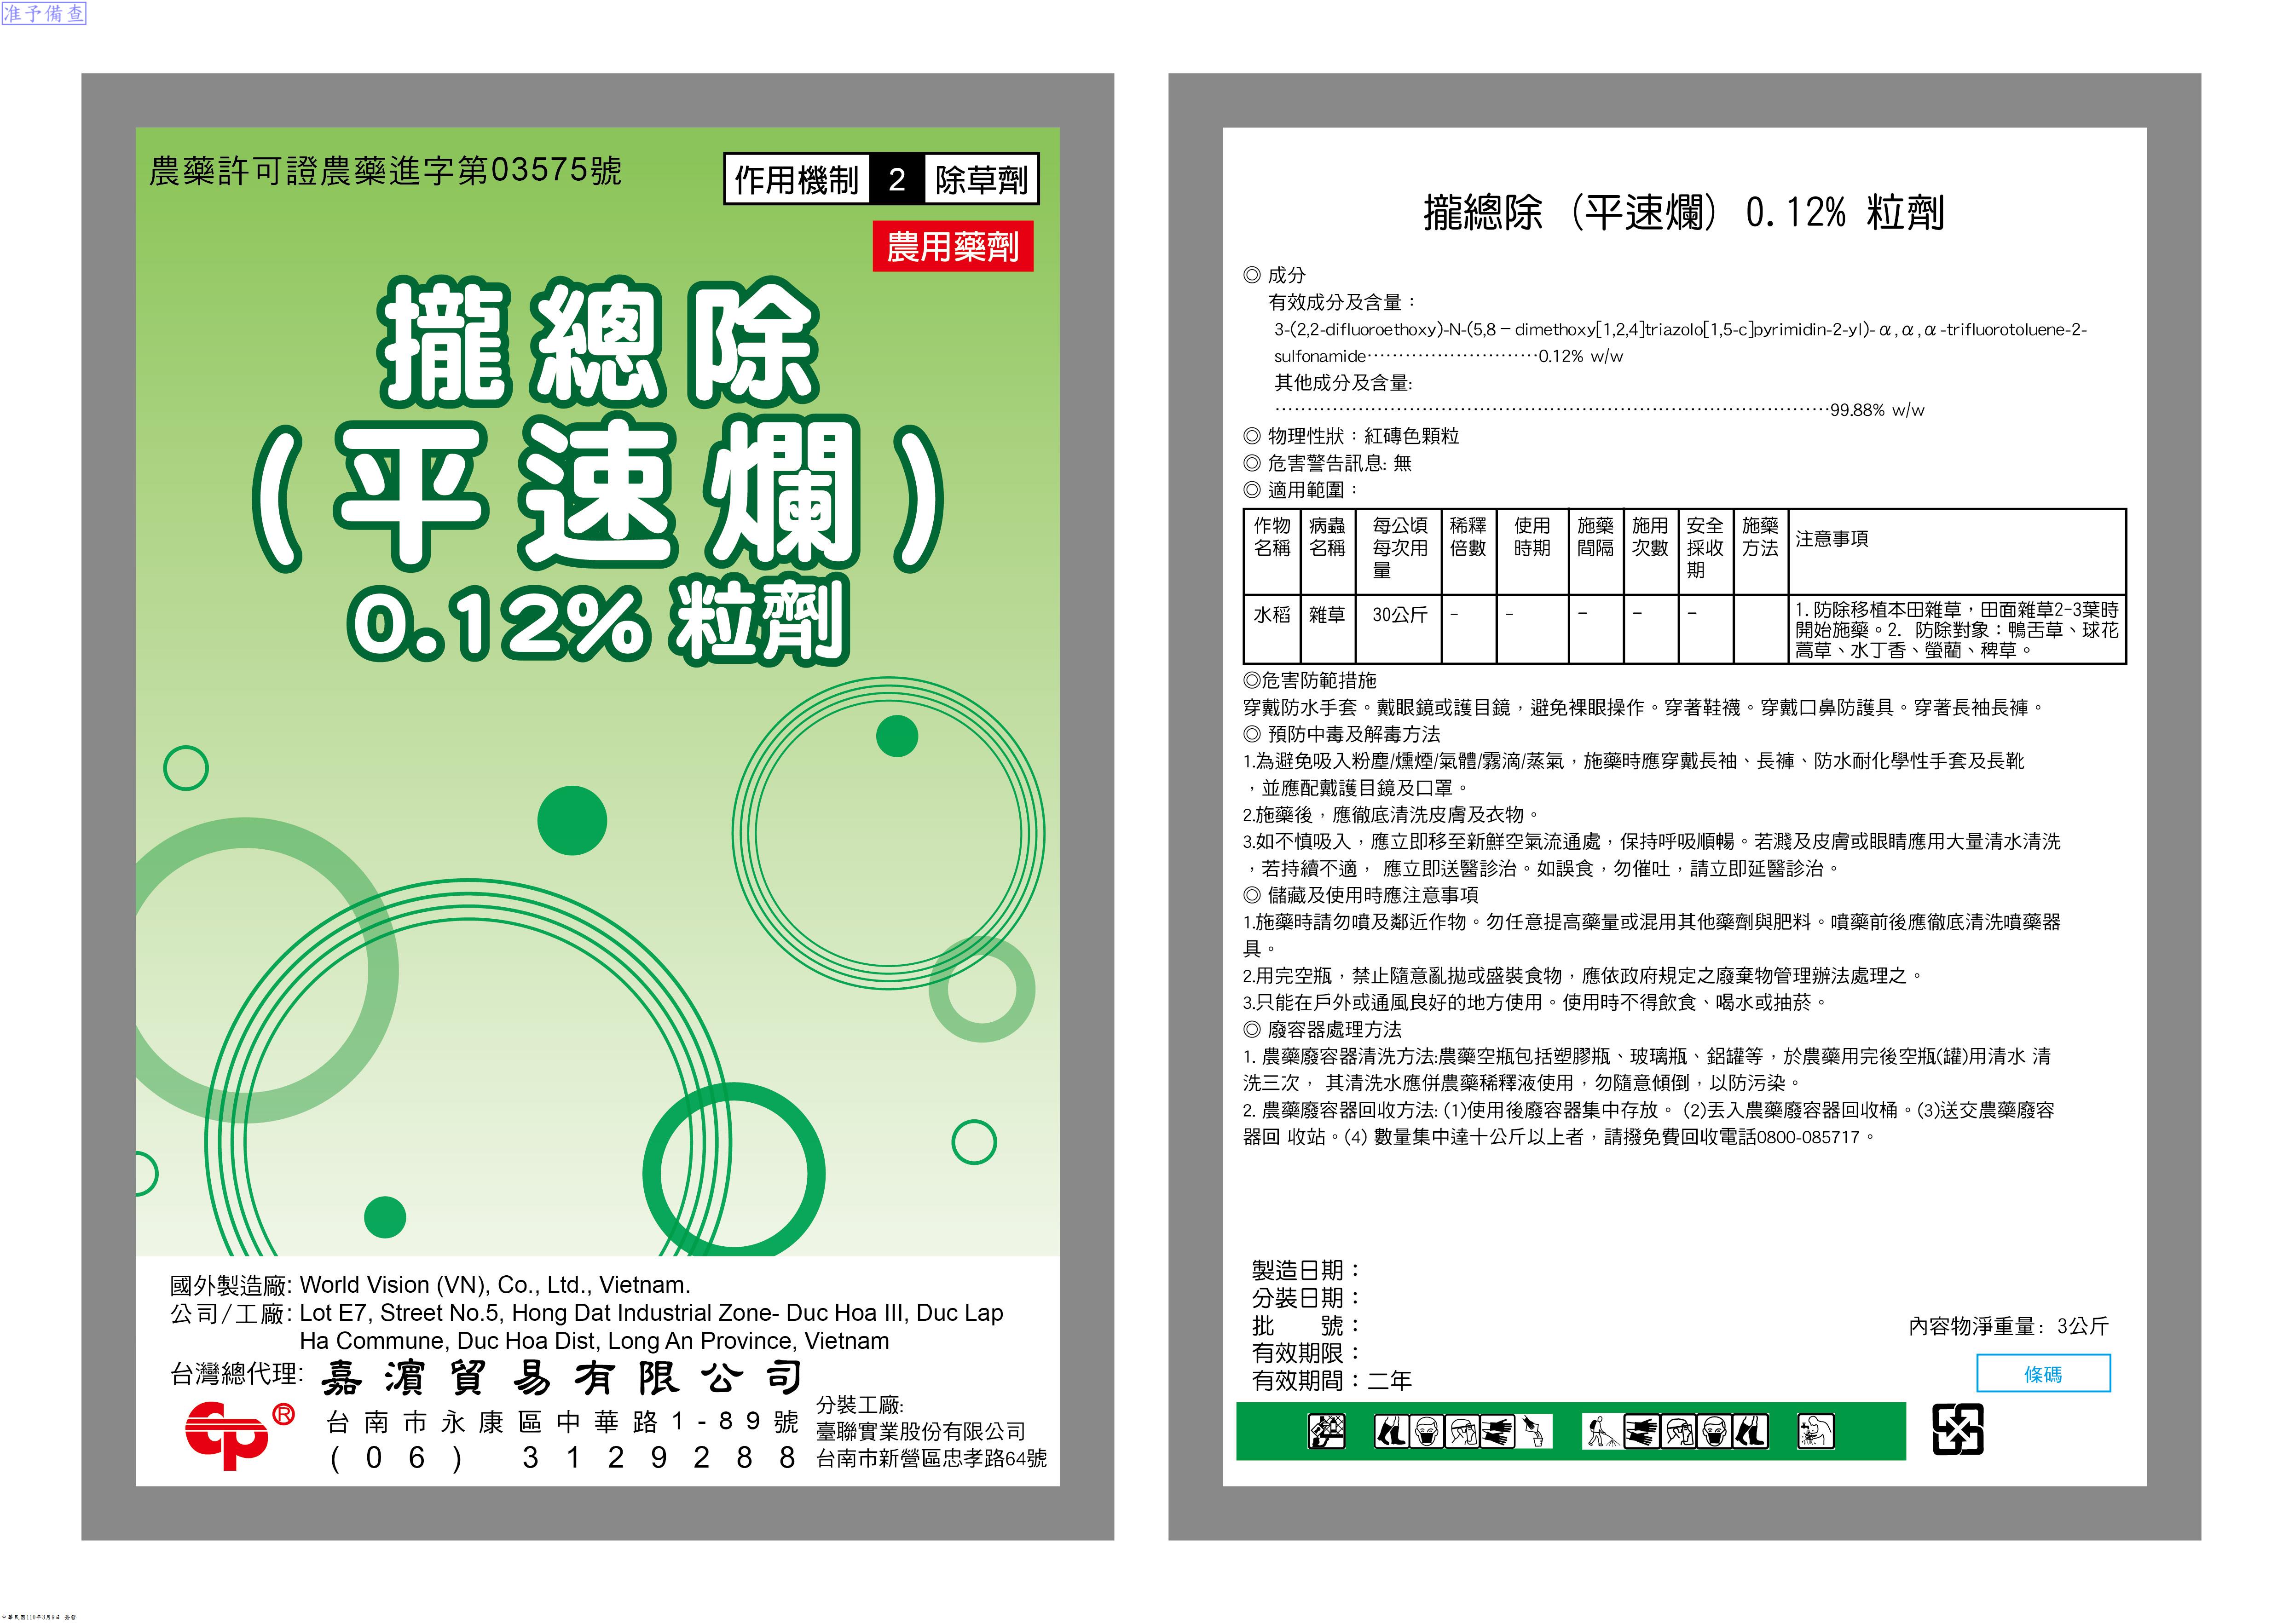 准予備查
農藥許可證農藥進字第03575號
作用機制 2 除草劑
農用藥劑
攏總除
(平速爛)
0.12% 粒劑
國外製造廠: World Vision (VN), Co., Ltd., Vietnam.
公司/工廠: Lot E7, Street No.5, Hong Dat Industrial Zone- Duc Hoa III, Duc Lap
Ha Commune, Duc Hoa Dist, Long An Province, Vietnam
台灣總代理: 嘉濱貿易有限公司
台南市永康區中華路1-89號
(06) 3129288
分裝工廠:
臺聯實業股份有限公司
台南市新營區忠孝路64號
CP®
攏總除 (平速爛) 0.12% 粒劑
◎ 成分
有效成分及含量：
3-(2,2-difluoroethoxy)-N-(5,8－dimethoxy[1,2,4]triazolo[1,5-c]pyrimidin-2-yl)-α,α,α-trifluorotoluene-2-
sulfonamide………………………0.12% w/w
其他成分及含量:
……………………………………………………………………………99.88% w/w
◎ 物理性狀：紅磚色顆粒
◎ 危害警告訊息: 無
◎ 適用範圍：
作物名稱 病蟲名稱 每公頃每次用量 稀釋倍數 使用時期 施藥間隔 施用次數 安全採收期 施藥方法 注意事項
水稻 雜草 30公斤 - - - - - 1.防除移植本田雜草，田面雜草2-3葉時
開始施藥。2. 防除對象：鴨舌草、球花
蒿草、水丁香、螢藺、稗草。
◎危害防範措施
穿戴防水手套。戴眼鏡或護目鏡，避免裸眼操作。穿著鞋襪。穿戴口鼻防護具。穿著長袖長褲。
◎ 預防中毒及解毒方法
1.為避免吸入粉塵/燻煙/氣體/霧滴/蒸氣，施藥時應穿戴長袖、長褲、防水耐化學性手套及長靴
，並應配戴護目鏡及口罩。
2.施藥後，應徹底清洗皮膚及衣物。
3.如不慎吸入，應立即移至新鮮空氣流通處，保持呼吸順暢。若濺及皮膚或眼睛應用大量清水清洗
，若持續不適， 應立即送醫診治。如誤食，勿催吐，請立即延醫診治。
◎ 儲藏及使用時應注意事項
1.施藥時請勿噴及鄰近作物。勿任意提高藥量或混用其他藥劑與肥料。噴藥前後應徹底清洗噴藥器
具。
2.用完空瓶，禁止隨意亂拋或盛裝食物，應依政府規定之廢棄物管理辦法處理之。
3.只能在戶外或通風良好的地方使用。使用時不得飲食、喝水或抽菸。
◎ 廢容器處理方法
1. 農藥廢容器清洗方法:農藥空瓶包括塑膠瓶、玻璃瓶、鋁罐等，於農藥用完後空瓶(罐)用清水 清
洗三次， 其清洗水應併農藥稀釋液使用，勿隨意傾倒，以防污染。
2. 農藥廢容器回收方法: (1)使用後廢容器集中存放。 (2)丟入農藥廢容器回收桶。(3)送交農藥廢容
器回 收站。(4) 數量集中達十公斤以上者，請撥免費回收電話0800-085717。
製造日期：
分裝日期：
批　　號：
有效期限：
有效期間：二年
內容物淨重量: 3公斤
條碼
中華民國110年3月9日 簽發